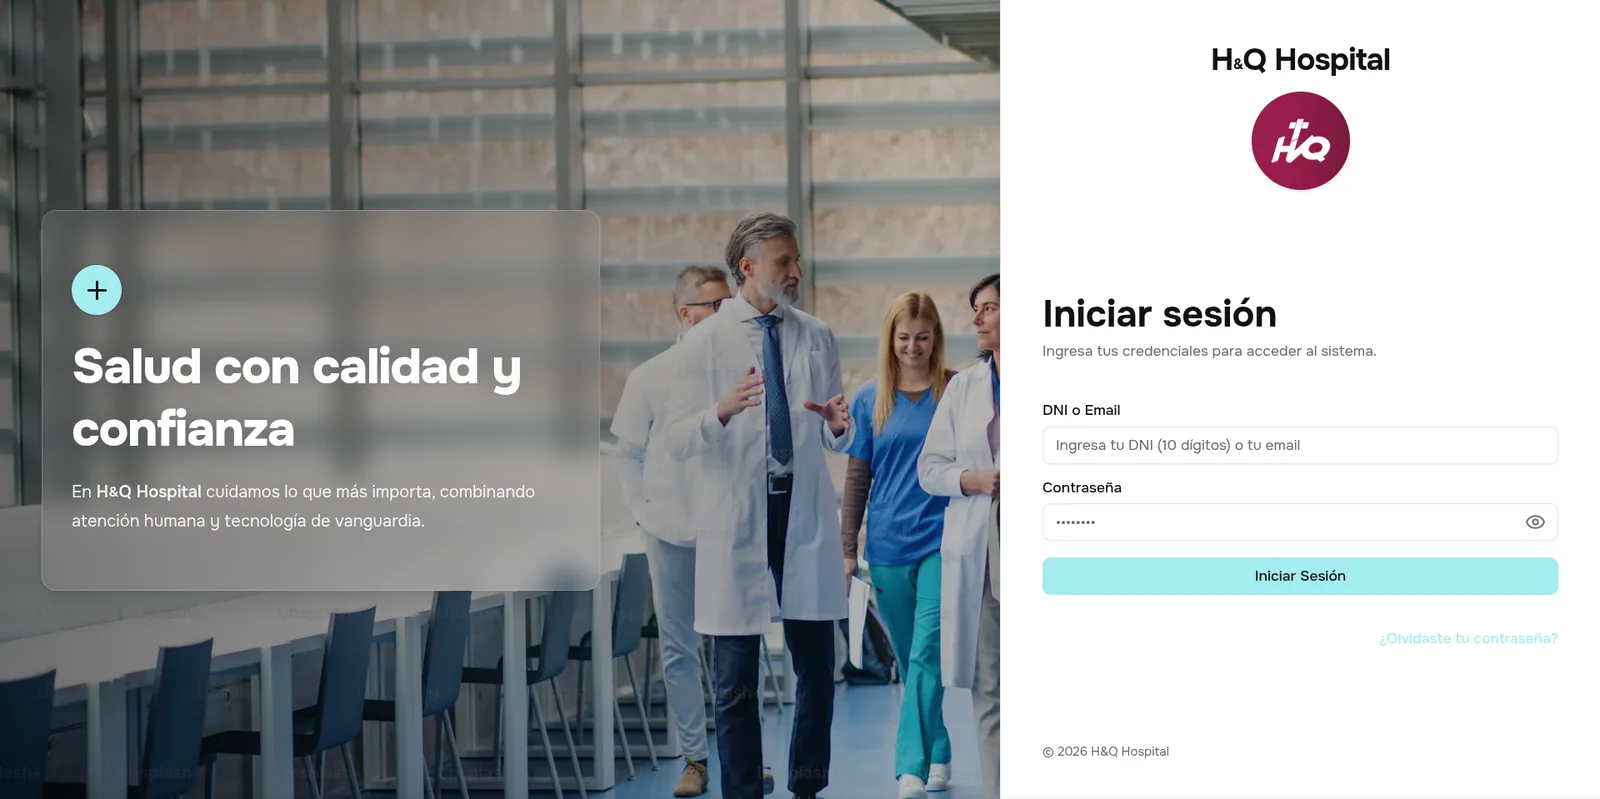 Salud con calidad y
confianza
En H&Q Hospital cuidamos lo que más importa, combinando
atención humana y tecnología de vanguardia.
H&Q Hospital
HQ
Iniciar sesión
Ingresa tus credenciales para acceder al sistema.
DNI o Email
Ingresa tu DNI (10 dígitos) o tu email
Contraseña
••••••••
Iniciar Sesión
¿Olvidaste tu contraseña?
© 2026 H&Q Hospital